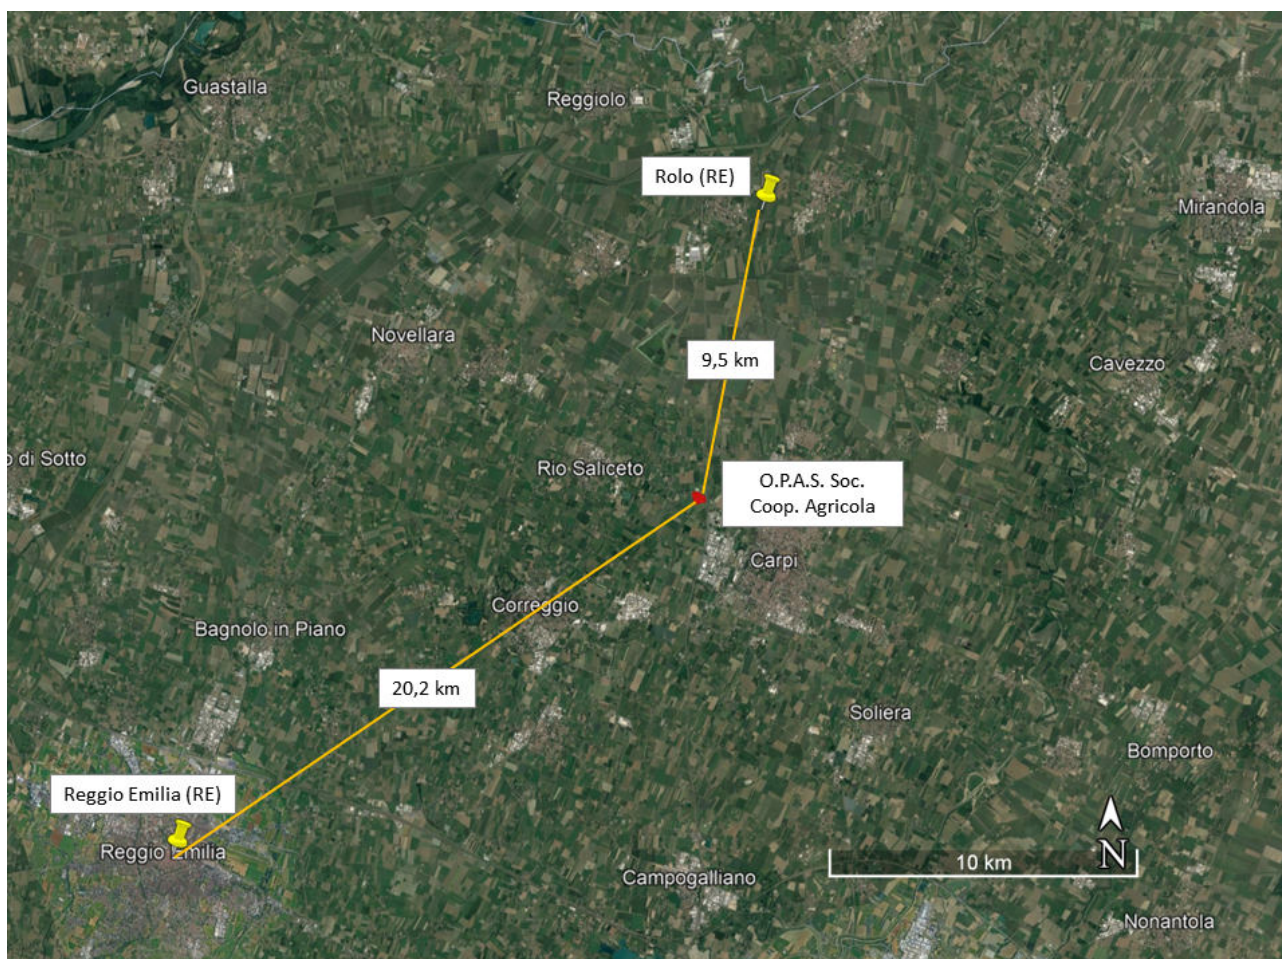 Guastalla
Reggiolo
Rolo (RE)
Mirandola
Novellara
9,5 km
Cavezzo
o di Sotto
Rio Saliceto
O.P.A.S. Soc.
Coop. Agricola
Carpi
Correggio
Bagnolo in Piano
20,2 km
Soliera
Bomporto
Reggio Emilia (RE)
Reggio Emilia
10 km
N
Campogalliano
Nonantola